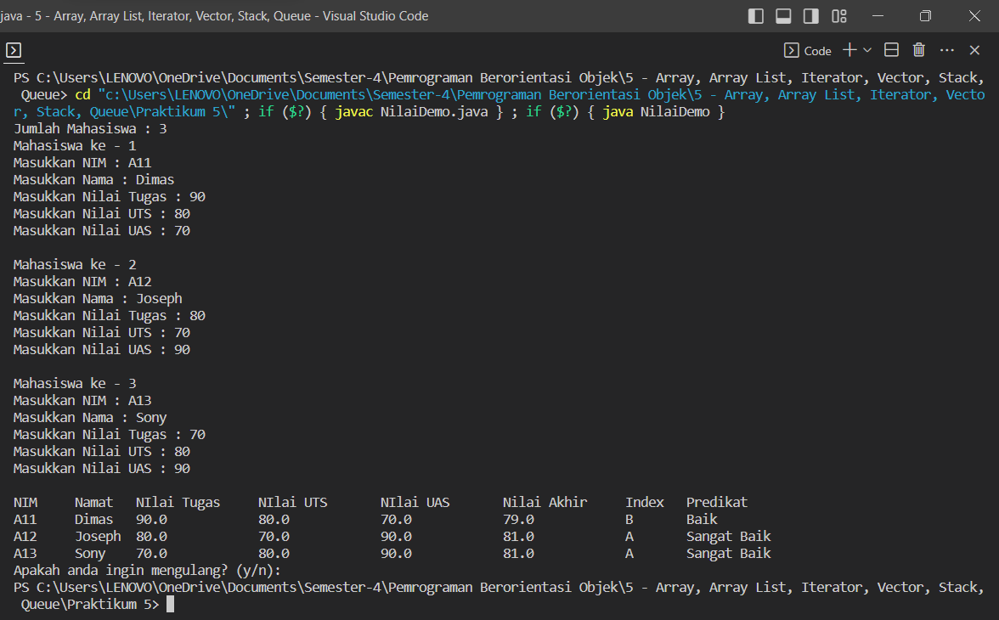 java - 5 - Array, Array List, Iterator, Vector, Stack, Queue - Visual Studio Code
Code
PS C:\Users\LENOVO\OneDrive\Documents\Semester-4\Pemrograman Berorientasi Objek\5 - Array, Array List, Iterator, Vector, Stack,
Queue> cd "c:\Users\LENOVO\OneDrive\Documents\Semester-4\Pemrograman Berorientasi Objek\5 - Array, Array List, Iterator, Vecto
r, Stack, Queue\Praktikum 5\" ; if ($?) { javac NilaiDemo.java } ; if ($?) { java NilaiDemo }
Jumlah Mahasiswa : 3
Mahasiswa ke - 1
Masukkan NIM : A11
Masukkan Nama : Dimas
Masukkan Nilai Tugas : 90
Masukkan Nilai UTS : 80
Masukkan Nilai UAS : 70
Mahasiswa ke - 2
Masukkan NIM : A12
Masukkan Nama : Joseph
Masukkan Nilai Tugas : 80
Masukkan Nilai UTS : 70
Masukkan Nilai UAS : 90
Mahasiswa ke - 3
Masukkan NIM : A13
Masukkan Nama : Sony
Masukkan Nilai Tugas : 70
Masukkan Nilai UTS : 80
Masukkan Nilai UAS : 90
NIM Namat NIlai Tugas NIlai UTS NIlai UAS Nilai Akhir Index Predikat
A11 Dimas 90.0 80.0 70.0 79.0 B Baik
A12 Joseph 80.0 70.0 90.0 81.0 A Sangat Baik
A13 Sony 70.0 80.0 90.0 81.0 A Sangat Baik
Apakah anda ingin mengulang? (y/n):
PS C:\Users\LENOVO\OneDrive\Documents\Semester-4\Pemrograman Berorientasi Objek\5 - Array, Array List, Iterator, Vector, Stack,
Queue\Praktikum 5>